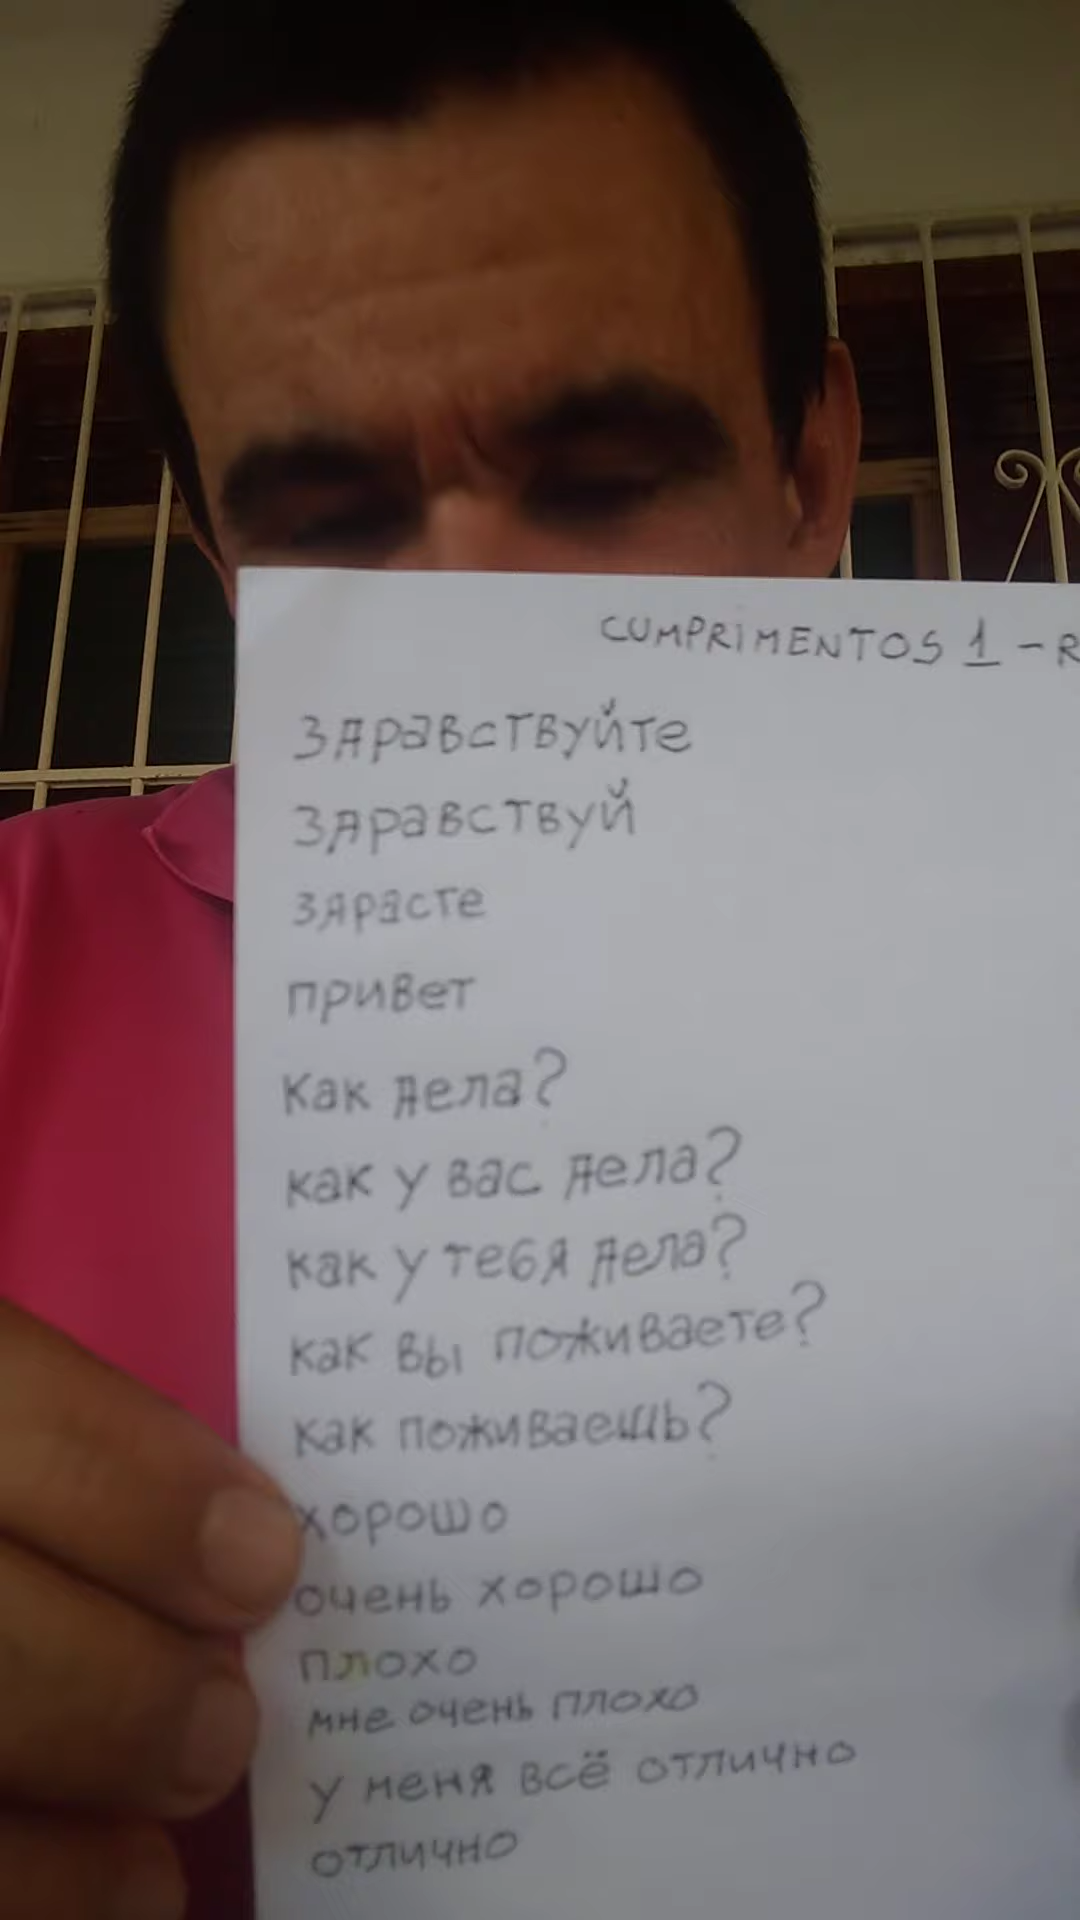 CUMPRIMENTOS 1 - R
здравствуйте
здравствуй
здрасте
привет
как дела?
как у вас дела?
как у тебя дела?
как вы поживаете?
как поживаешь?
хорошо
очень хорошо
плохо
мне очень плохо
у меня всё отлично
отлично